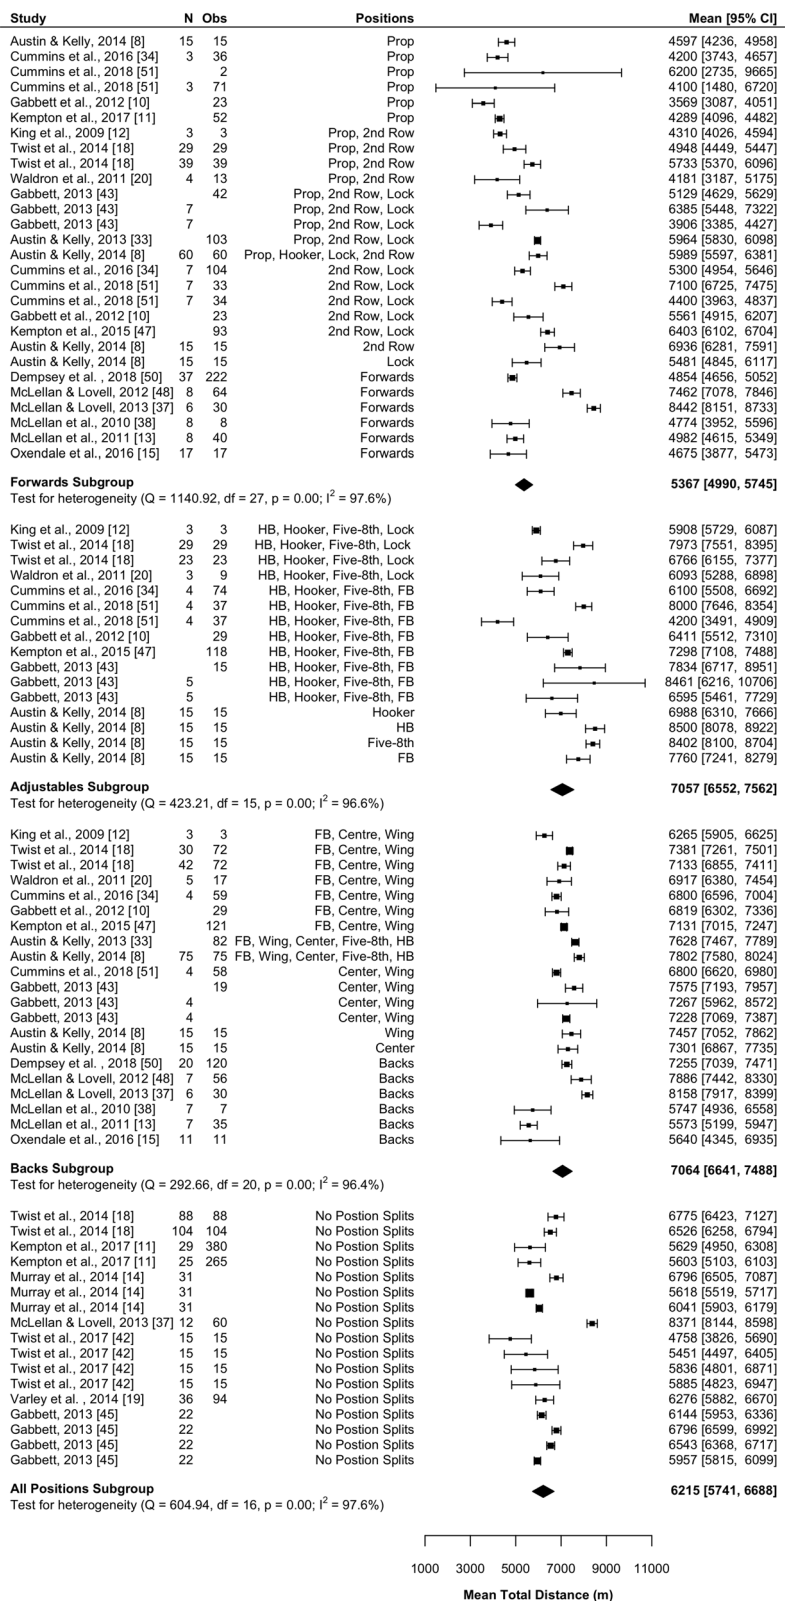 Study N Obs Positions Mean [95% CI]
Austin & Kelly, 2014 [8] 15 15 Prop 4597 [4236, 4958]
Cummins et al., 2016 [34] 3 36 Prop 4200 [3743, 4657]
Cummins et al., 2018 [51] 2 Prop 6200 [2735, 9665]
Cummins et al., 2018 [51] 3 71 Prop 4100 [1480, 6720]
Gabbett et al., 2012 [10] 23 Prop 3569 [3087, 4051]
Kempton et al., 2017 [11] 52 Prop 4289 [4096, 4482]
King et al., 2009 [12] 3 3 Prop, 2nd Row 4310 [4026, 4594]
Twist et al., 2014 [18] 29 29 Prop, 2nd Row 4948 [4449, 5447]
Twist et al., 2014 [18] 39 39 Prop, 2nd Row 5733 [5370, 6096]
Waldron et al., 2011 [20] 4 13 Prop, 2nd Row 4181 [3187, 5175]
Gabbett, 2013 [43] 42 Prop, 2nd Row, Lock 5129 [4629, 5629]
Gabbett, 2013 [43] 7 Prop, 2nd Row, Lock 6385 [5448, 7322]
Gabbett, 2013 [43] 7 Prop, 2nd Row, Lock 3906 [3385, 4427]
Austin & Kelly, 2013 [33] 103 Prop, 2nd Row, Lock 5964 [5830, 6098]
Austin & Kelly, 2014 [8] 60 60 Prop, Hooker, Lock, 2nd Row 5989 [5597, 6381]
Cummins et al., 2016 [34] 7 104 2nd Row, Lock 5300 [4954, 5646]
Cummins et al., 2018 [51] 7 33 2nd Row, Lock 7100 [6725, 7475]
Cummins et al., 2018 [51] 7 34 2nd Row, Lock 4400 [3963, 4837]
Gabbett et al., 2012 [10] 23 2nd Row, Lock 5561 [4915, 6207]
Kempton et al., 2015 [47] 93 2nd Row, Lock 6403 [6102, 6704]
Austin & Kelly, 2014 [8] 15 15 2nd Row 6936 [6281, 7591]
Austin & Kelly, 2014 [8] 15 15 Lock 5481 [4845, 6117]
Dempsey et al. , 2018 [50] 37 222 Forwards 4854 [4656, 5052]
McLellan & Lovell, 2012 [48] 8 64 Forwards 7462 [7078, 7846]
McLellan & Lovell, 2013 [37] 6 30 Forwards 8442 [8151, 8733]
McLellan et al., 2010 [38] 8 8 Forwards 4774 [3952, 5596]
McLellan et al., 2011 [13] 8 40 Forwards 4982 [4615, 5349]
Oxendale et al., 2016 [15] 17 17 Forwards 4675 [3877, 5473]
Forwards Subgroup 5367 [4990, 5745]
Test for heterogeneity (Q = 1140.92, df = 27, p = 0.00; I² = 97.6%)
King et al., 2009 [12] 3 3 HB, Hooker, Five-8th, Lock 5908 [5729, 6087]
Twist et al., 2014 [18] 29 29 HB, Hooker, Five-8th, Lock 7973 [7551, 8395]
Twist et al., 2014 [18] 23 23 HB, Hooker, Five-8th, Lock 6766 [6155, 7377]
Waldron et al., 2011 [20] 3 9 HB, Hooker, Five-8th, Lock 6093 [5288, 6898]
Cummins et al., 2016 [34] 4 74 HB, Hooker, Five-8th, FB 6100 [5508, 6692]
Cummins et al., 2018 [51] 4 37 HB, Hooker, Five-8th, FB 8000 [7646, 8354]
Cummins et al., 2018 [51] 4 37 HB, Hooker, Five-8th, FB 4200 [3491, 4909]
Gabbett et al., 2012 [10] 29 HB, Hooker, Five-8th, FB 6411 [5512, 7310]
Kempton et al., 2015 [47] 118 HB, Hooker, Five-8th, FB 7298 [7108, 7488]
Gabbett, 2013 [43] 15 HB, Hooker, Five-8th, FB 7834 [6717, 8951]
Gabbett, 2013 [43] 5 HB, Hooker, Five-8th, FB 8461 [6216, 10706]
Gabbett, 2013 [43] 5 HB, Hooker, Five-8th, FB 6595 [5461, 7729]
Austin & Kelly, 2014 [8] 15 15 Hooker 6988 [6310, 7666]
Austin & Kelly, 2014 [8] 15 15 HB 8500 [8078, 8922]
Austin & Kelly, 2014 [8] 15 15 Five-8th 8402 [8100, 8704]
Austin & Kelly, 2014 [8] 15 15 FB 7760 [7241, 8279]
Adjustables Subgroup 7057 [6552, 7562]
Test for heterogeneity (Q = 423.21, df = 15, p = 0.00; I² = 96.6%)
King et al., 2009 [12] 3 3 FB, Centre, Wing 6265 [5905, 6625]
Twist et al., 2014 [18] 30 72 FB, Centre, Wing 7381 [7261, 7501]
Twist et al., 2014 [18] 42 72 FB, Centre, Wing 7133 [6855, 7411]
Waldron et al., 2011 [20] 5 17 FB, Centre, Wing 6917 [6380, 7454]
Cummins et al., 2016 [34] 4 59 FB, Centre, Wing 6800 [6596, 7004]
Gabbett et al., 2012 [10] 29 FB, Centre, Wing 6819 [6302, 7336]
Kempton et al., 2015 [47] 121 FB, Centre, Wing 7131 [7015, 7247]
Austin & Kelly, 2013 [33] 82 FB, Wing, Center, Five-8th, HB 7628 [7467, 7789]
Austin & Kelly, 2014 [8] 75 75 FB, Wing, Center, Five-8th, HB 7802 [7580, 8024]
Cummins et al., 2018 [51] 4 58 Center, Wing 6800 [6620, 6980]
Gabbett, 2013 [43] 19 Center, Wing 7575 [7193, 7957]
Gabbett, 2013 [43] 4 Center, Wing 7267 [5962, 8572]
Gabbett, 2013 [43] 4 Center, Wing 7228 [7069, 7387]
Austin & Kelly, 2014 [8] 15 15 Wing 7457 [7052, 7862]
Austin & Kelly, 2014 [8] 15 15 Center 7301 [6867, 7735]
Dempsey et al. , 2018 [50] 20 120 Backs 7255 [7039, 7471]
McLellan & Lovell, 2012 [48] 7 56 Backs 7886 [7442, 8330]
McLellan & Lovell, 2013 [37] 6 30 Backs 8158 [7917, 8399]
McLellan et al., 2010 [38] 7 7 Backs 5747 [4936, 6558]
McLellan et al., 2011 [13] 7 35 Backs 5573 [5199, 5947]
Oxendale et al., 2016 [15] 11 11 Backs 5640 [4345, 6935]
Backs Subgroup 7064 [6641, 7488]
Test for heterogeneity (Q = 292.66, df = 20, p = 0.00; I² = 96.4%)
Twist et al., 2014 [18] 88 88 No Postion Splits 6775 [6423, 7127]
Twist et al., 2014 [18] 104 104 No Postion Splits 6526 [6258, 6794]
Kempton et al., 2017 [11] 29 380 No Postion Splits 5629 [4950, 6308]
Kempton et al., 2017 [11] 25 265 No Postion Splits 5603 [5103, 6103]
Murray et al., 2014 [14] 31 No Postion Splits 6796 [6505, 7087]
Murray et al., 2014 [14] 31 No Postion Splits 5618 [5519, 5717]
Murray et al., 2014 [14] 31 No Postion Splits 6041 [5903, 6179]
McLellan & Lovell, 2013 [37] 12 60 No Postion Splits 8371 [8144, 8598]
Twist et al., 2017 [42] 15 15 No Postion Splits 4758 [3826, 5690]
Twist et al., 2017 [42] 15 15 No Postion Splits 5451 [4497, 6405]
Twist et al., 2017 [42] 15 15 No Postion Splits 5836 [4801, 6871]
Twist et al., 2017 [42] 15 15 No Postion Splits 5885 [4823, 6947]
Varley et al., 2014 [19] 36 94 No Postion Splits 6276 [5882, 6670]
Gabbett, 2013 [45] 22 No Postion Splits 6144 [5953, 6336]
Gabbett, 2013 [45] 22 No Postion Splits 6796 [6599, 6992]
Gabbett, 2013 [45] 22 No Postion Splits 6543 [6368, 6717]
Gabbett, 2013 [45] 22 No Postion Splits 5957 [5815, 6099]
All Positions Subgroup 6215 [5741, 6688]
Test for heterogeneity (Q = 604.94, df = 16, p = 0.00; I² = 97.6%)
1000 3000 5000 7000 9000 11000
Mean Total Distance (m)